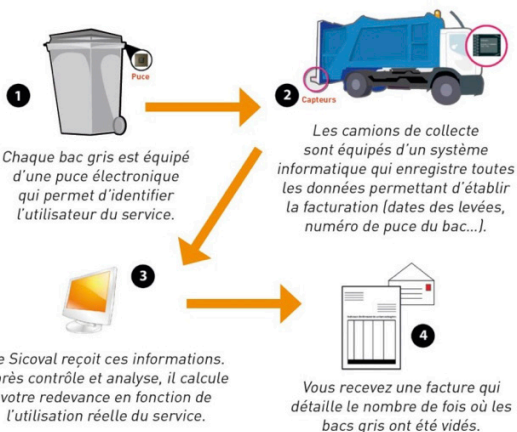 Puce
1
Chaque bac gris est équipé
d'une puce électronique
qui permet d'identifier
l'utilisateur du service.
2
Capteurs
Les camions de collecte
sont équipés d'un système
informatique qui enregistre toutes
les données permettant d'établir
la facturation (dates des levées,
numéro de puce du bac...).
3
e Sicoval reçoit ces informations.
près contrôle et analyse, il calcule
votre redevance en fonction de
l'utilisation réelle du service.
4
Vous recevez une facture qui
détaille le nombre de fois où les
bacs gris ont été vidés.